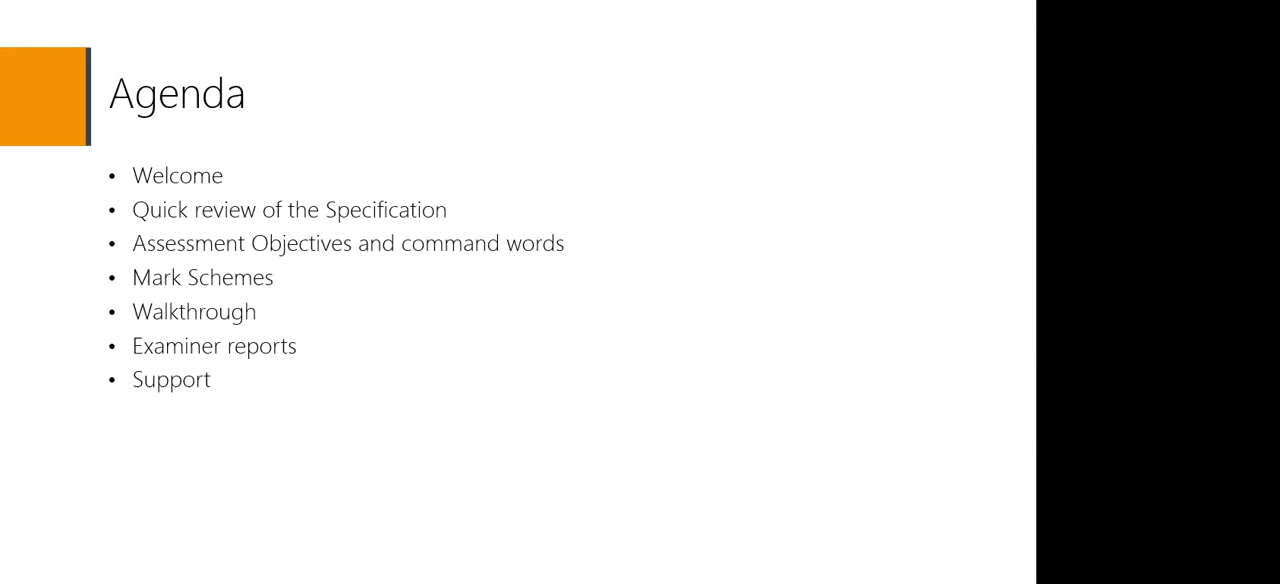 Agenda
• Welcome
• Quick review of the Specification
• Assessment Objectives and command words
• Mark Schemes
• Walkthrough
• Examiner reports
• Support